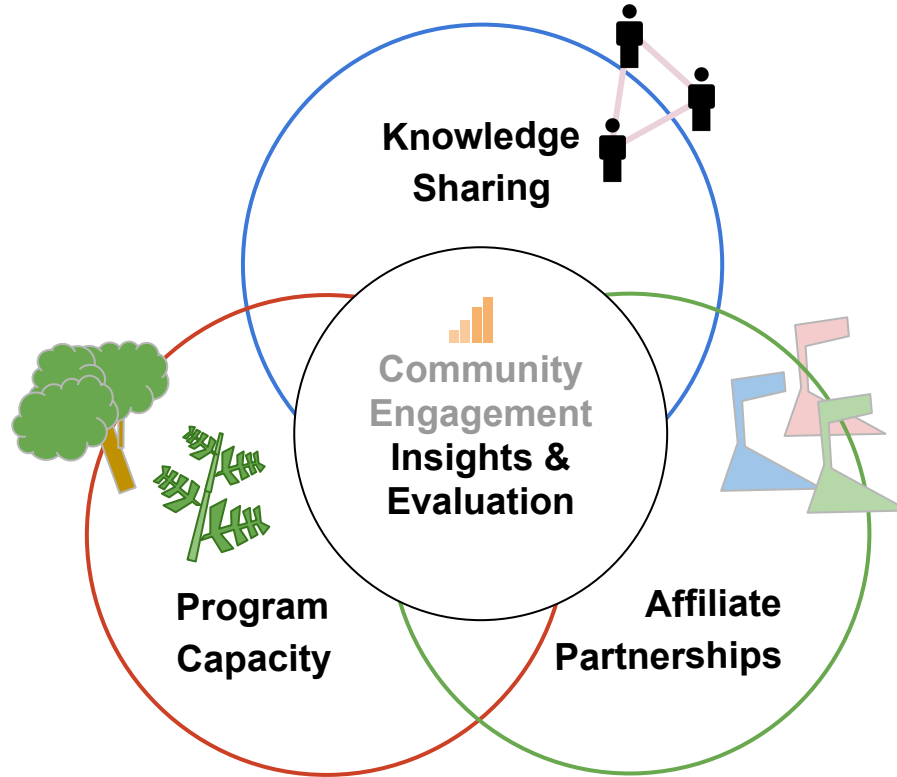 Knowledge
Sharing
Community
Engagement
Insights &
Evaluation
Program
Capacity
Affiliate
Partnerships